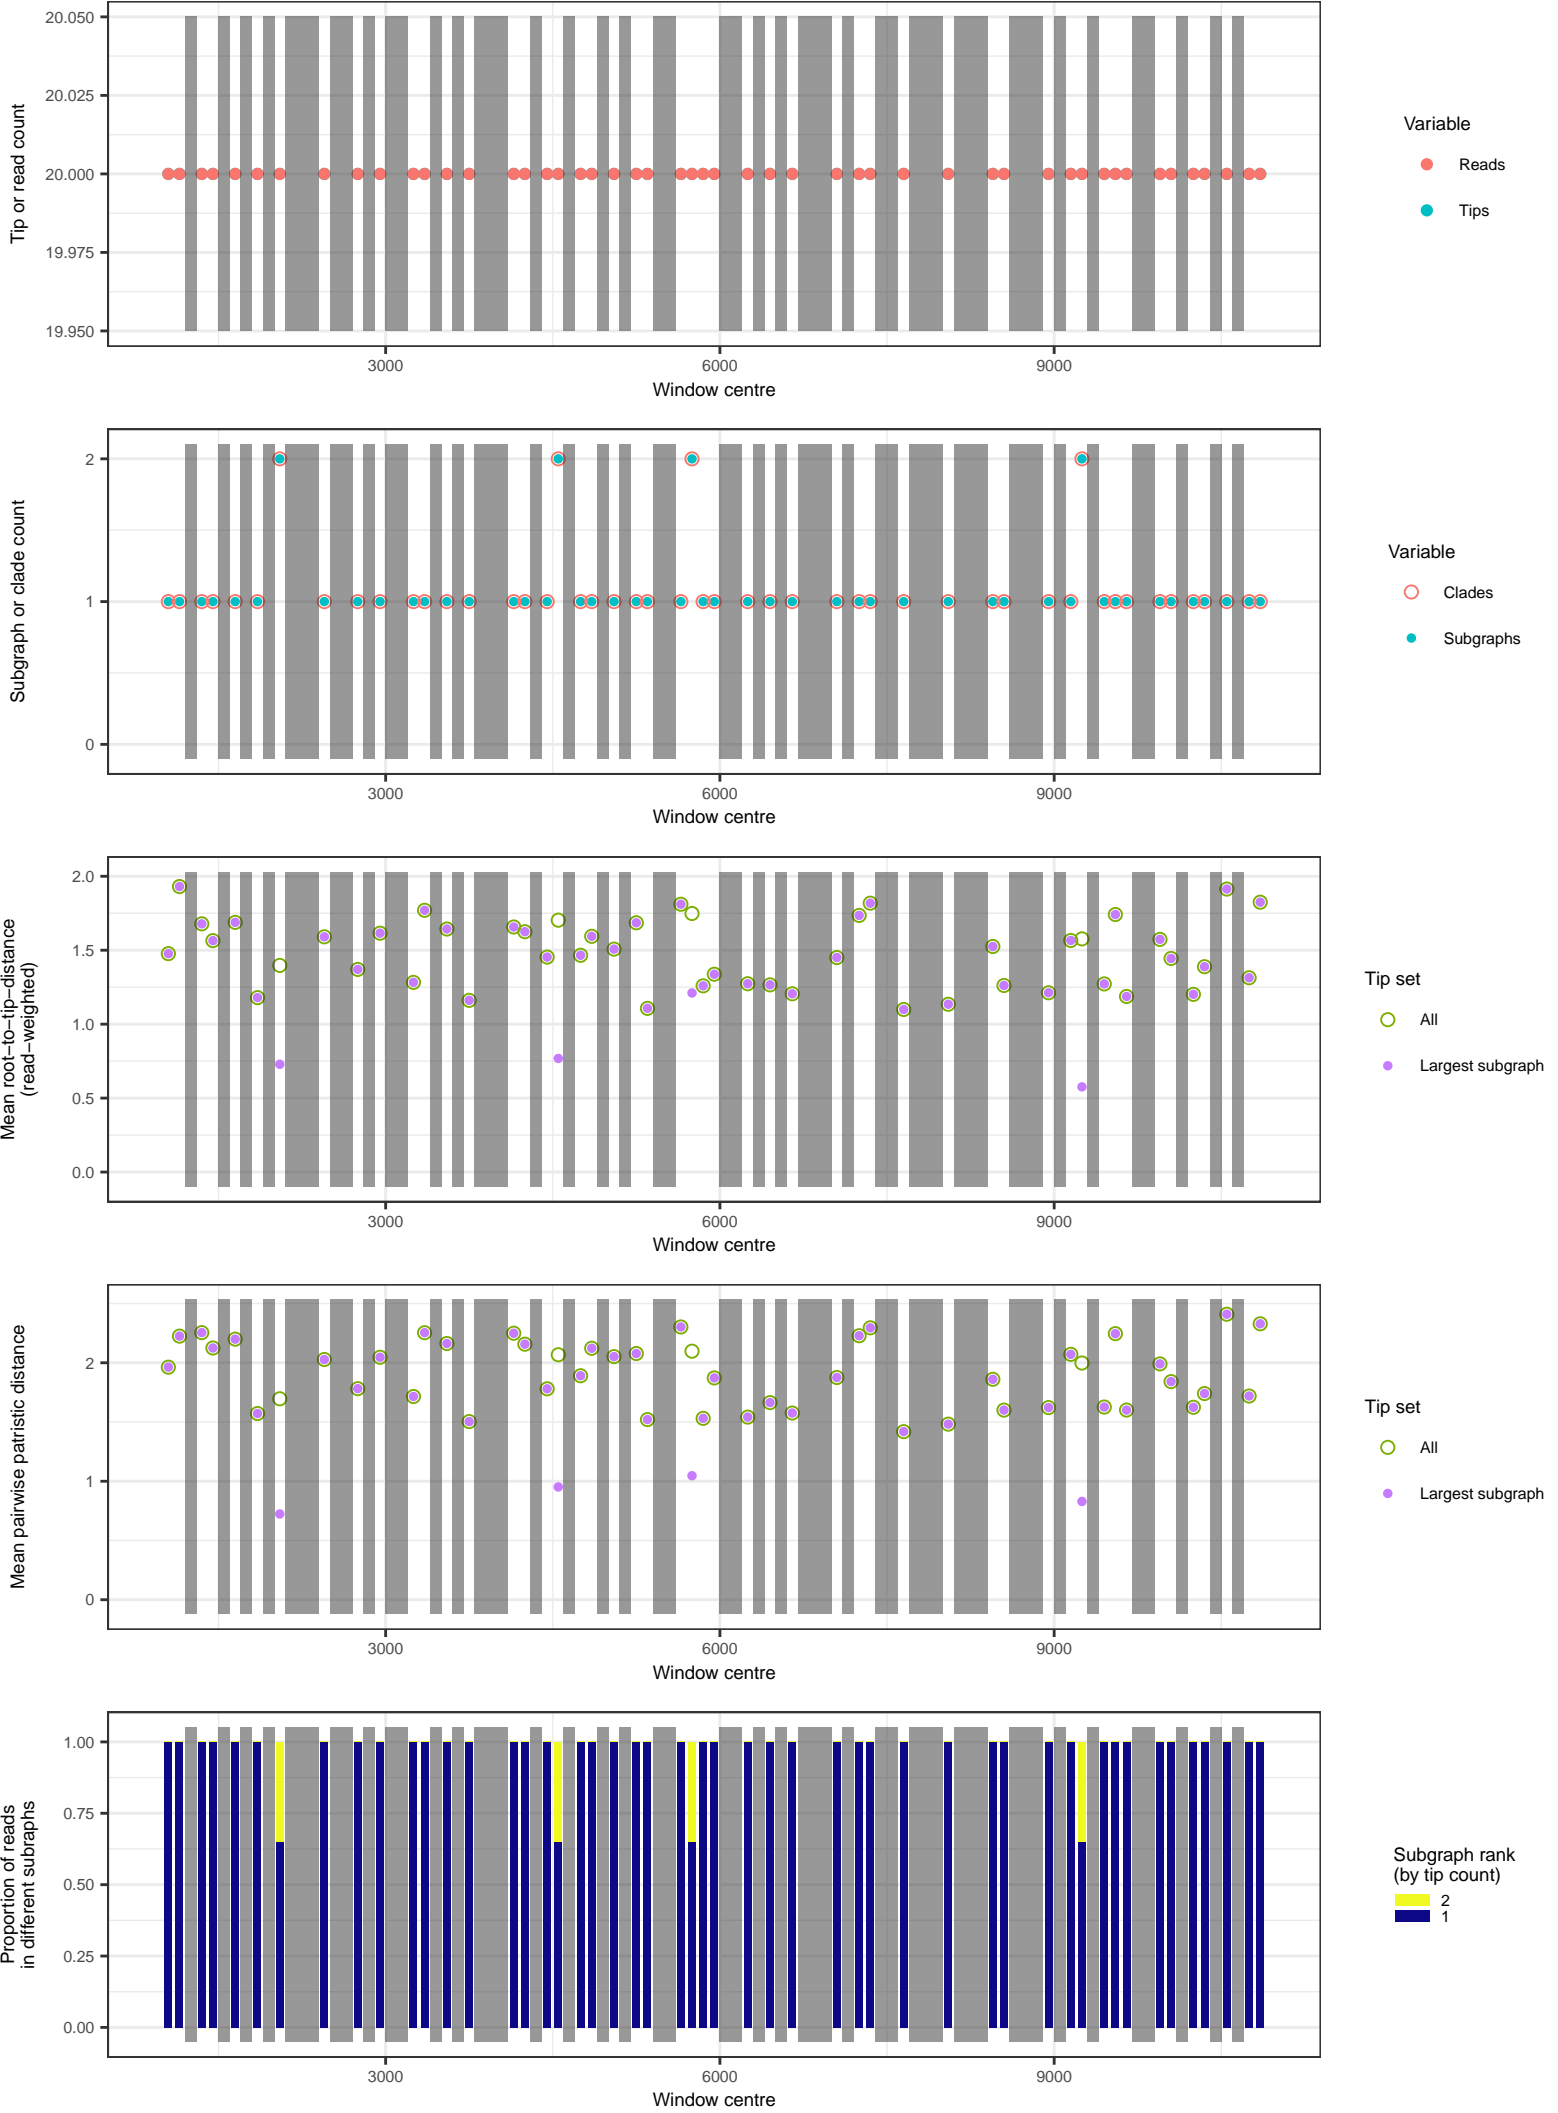 20.050
20.025
20.000
19.975
19.950
Tip or read count
3000 6000 9000
Window centre
Variable
Reads
Tips
2
1
0
Subgraph or clade count
3000 6000 9000
Window centre
Variable
Clades
Subgraphs
2.0
1.5
1.0
0.5
0.0
Mean root−to−tip−distance
(read−weighted)
3000 6000 9000
Window centre
Tip set
All
Largest subgraph
2
1
0
Mean pairwise patristic distance
3000 6000 9000
Window centre
Tip set
All
Largest subgraph
1.00
0.75
0.50
0.25
0.00
Proportion of reads
in different subraphs
3000 6000 9000
Window centre
Subgraph rank
(by tip count)
2
1